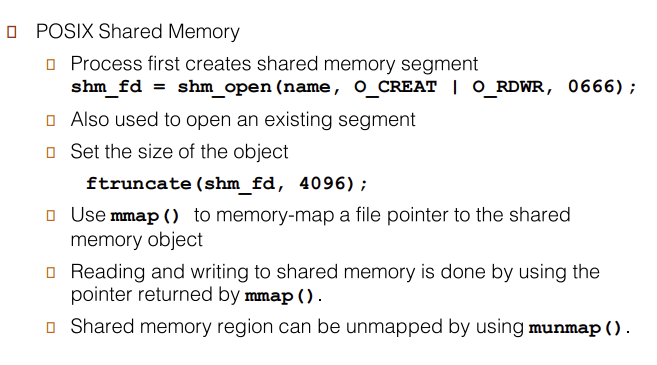 POSIX Shared Memory
Process first creates shared memory segment
shm_fd = shm_open(name, O_CREAT | O_RDWR, 0666);
Also used to open an existing segment
Set the size of the object
ftruncate(shm_fd, 4096);
Use mmap() to memory-map a file pointer to the shared
memory object
Reading and writing to shared memory is done by using the
pointer returned by mmap().
Shared memory region can be unmapped by using munmap().